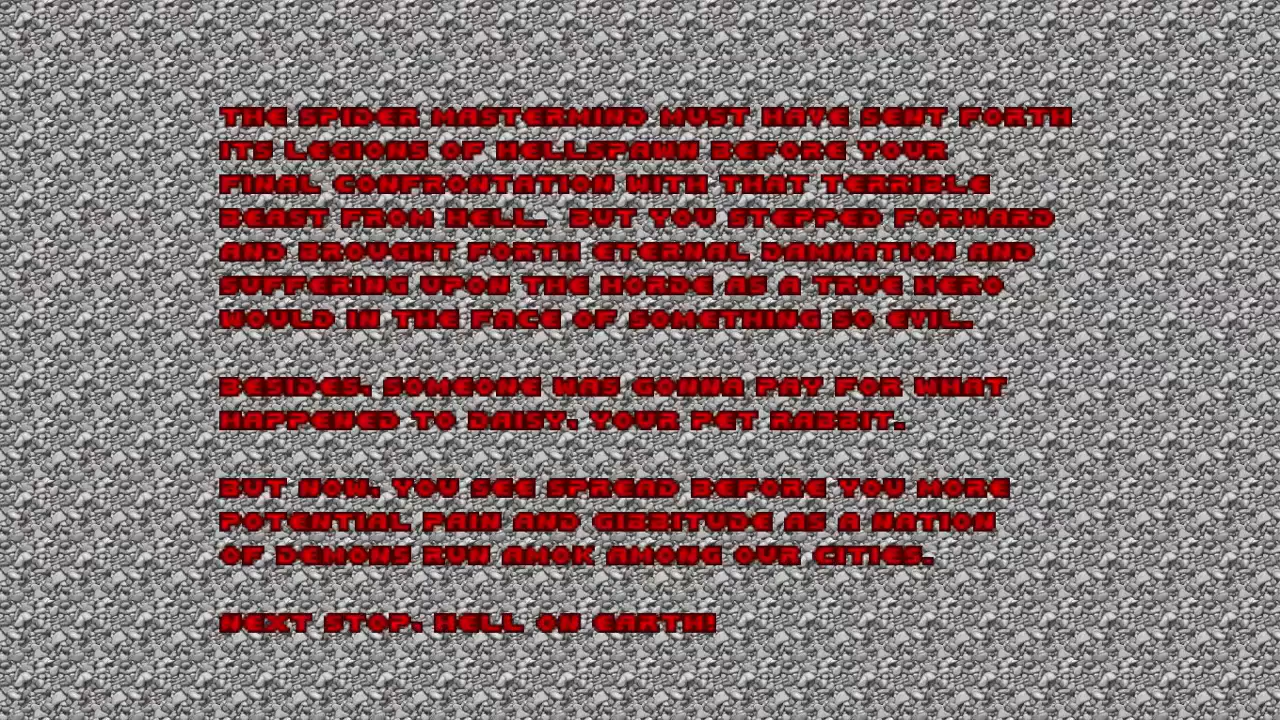 THE SPIDER MASTERMIND MUST HAVE SENT FORTH
ITS LEGIONS OF HELLSPAWN BEFORE YOUR
FINAL CONFRONTATION WITH THAT TERRIBLE
BEAST FROM HELL.  BUT YOU STEPPED FORWARD
AND BROUGHT FORTH ETERNAL DAMNATION AND
SUFFERING UPON THE HORDE AS A TRUE HERO
WOULD IN THE FACE OF SOMETHING SO EVIL.
BESIDES, SOMEONE WAS GONNA PAY FOR WHAT
HAPPENED TO DAISY, YOUR PET RABBIT.
BUT NOW, YOU SEE SPREAD BEFORE YOU MORE
POTENTIAL PAIN AND GIBBITUDE AS A NATION
OF DEMONS RUN AMOK AMONG OUR CITIES.
NEXT STOP, HELL ON EARTH!